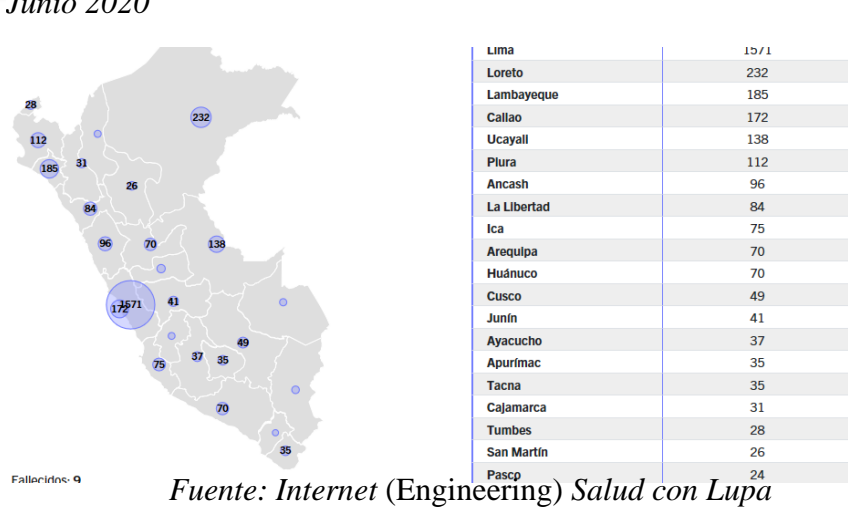 Junio 2020
28
232
112
185
31
26
84
96
70
138
1571
172
41
49
75
37
35
70
35
Fallecidos: 9
Lima 1571
Loreto 232
Lambayeque 185
Callao 172
Ucayall 138
Plura 112
Ancash 96
La Libertad 84
Ica 75
Arequipa 70
Huánuco 70
Cusco 49
Junín 41
Ayacucho 37
Apurímac 35
Tacna 35
Cajamarca 31
Tumbes 28
San Martín 26
Pasco 24
Fuente: Internet (Engineering) Salud con Lupa